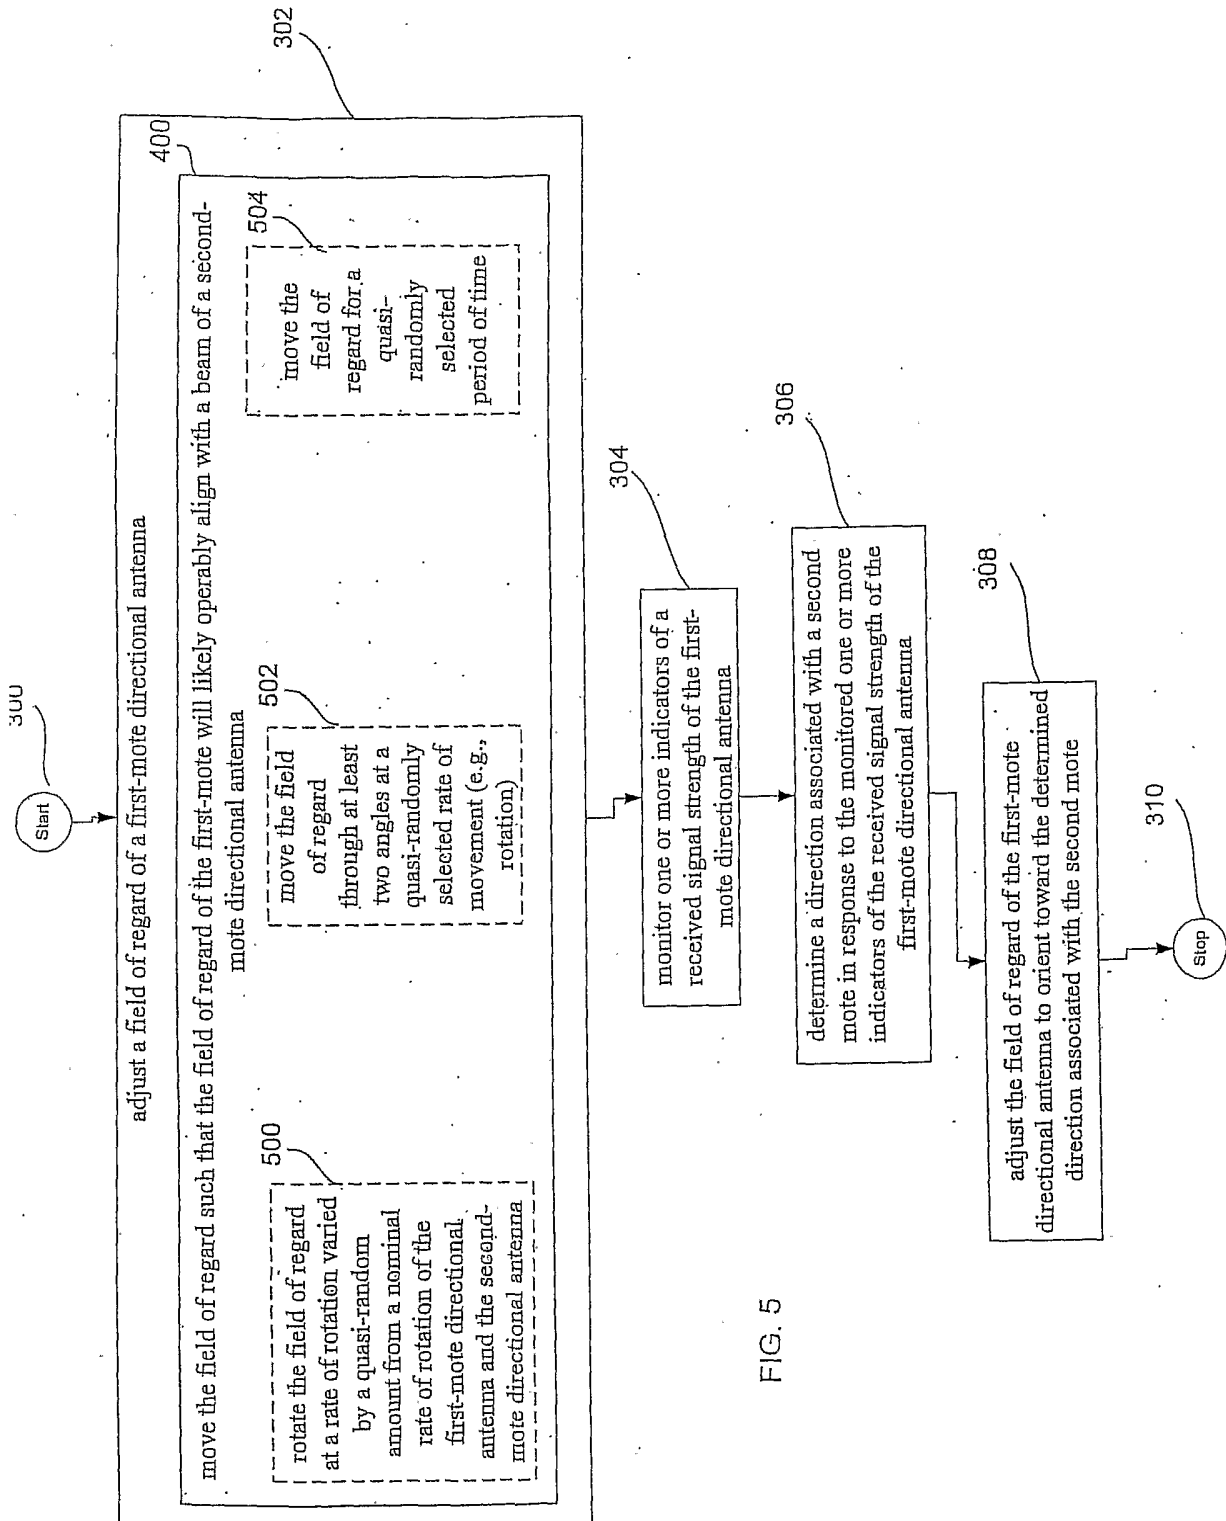 300
Start
302
adjust a field of regard of a first-mote directional antenna
400
move the field of regard such that the field of regard of the first-mote will likely operably align with a beam of a second-
mote directional antenna
500
rotate the field of regard
at a rate of rotation varied
by a quasi-random
amount from a nominal
rate of rotation of the
first-mote directional
antenna and the second-
mote directional antenna
502
move the field
of regard
through at least
two angles at a
quasi-randomly
selected rate of
movement (e.g.,
rotation)
504
move the
field of
regard for a
quasi-
randomly
selected
period of time
304
monitor one or more indicators of a
received signal strength of the first-
mote directional antenna
306
determine a direction associated with a second
mote in response to the monitored one or more
indicators of the received signal strength of the
first-mote directional antenna
308
adjust the field of regard of the first-mote
directional antenna to orient toward the determined
direction associated with the second mote
310
Stop
FIG. 5